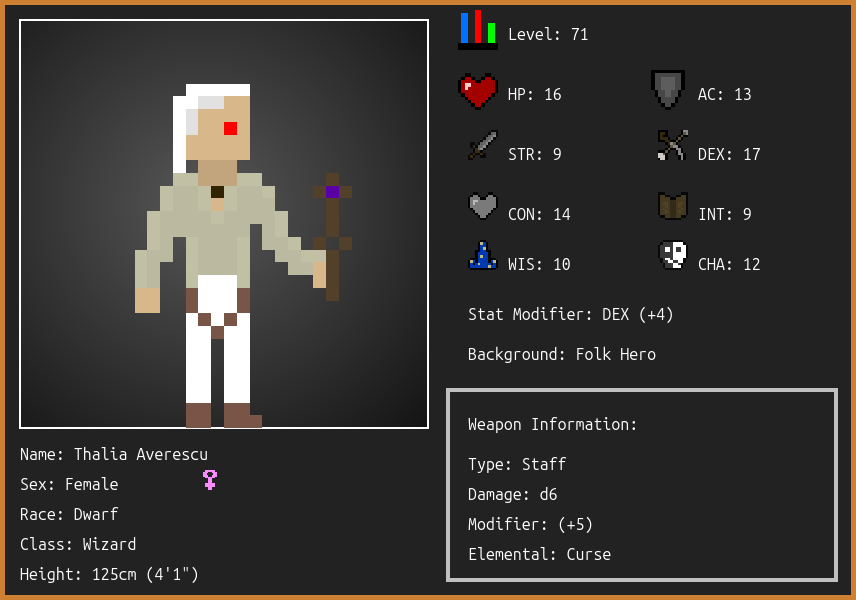 Level: 71
HP: 16
AC: 13
STR: 9
DEX: 17
CON: 14
INT: 9
WIS: 10
CHA: 12
Stat Modifier: DEX (+4)
Background: Folk Hero
Weapon Information:
Type: Staff
Damage: d6
Modifier: (+5)
Elemental: Curse
Name: Thalia Averescu
Sex: Female
Race: Dwarf
Class: Wizard
Height: 125cm (4'1")